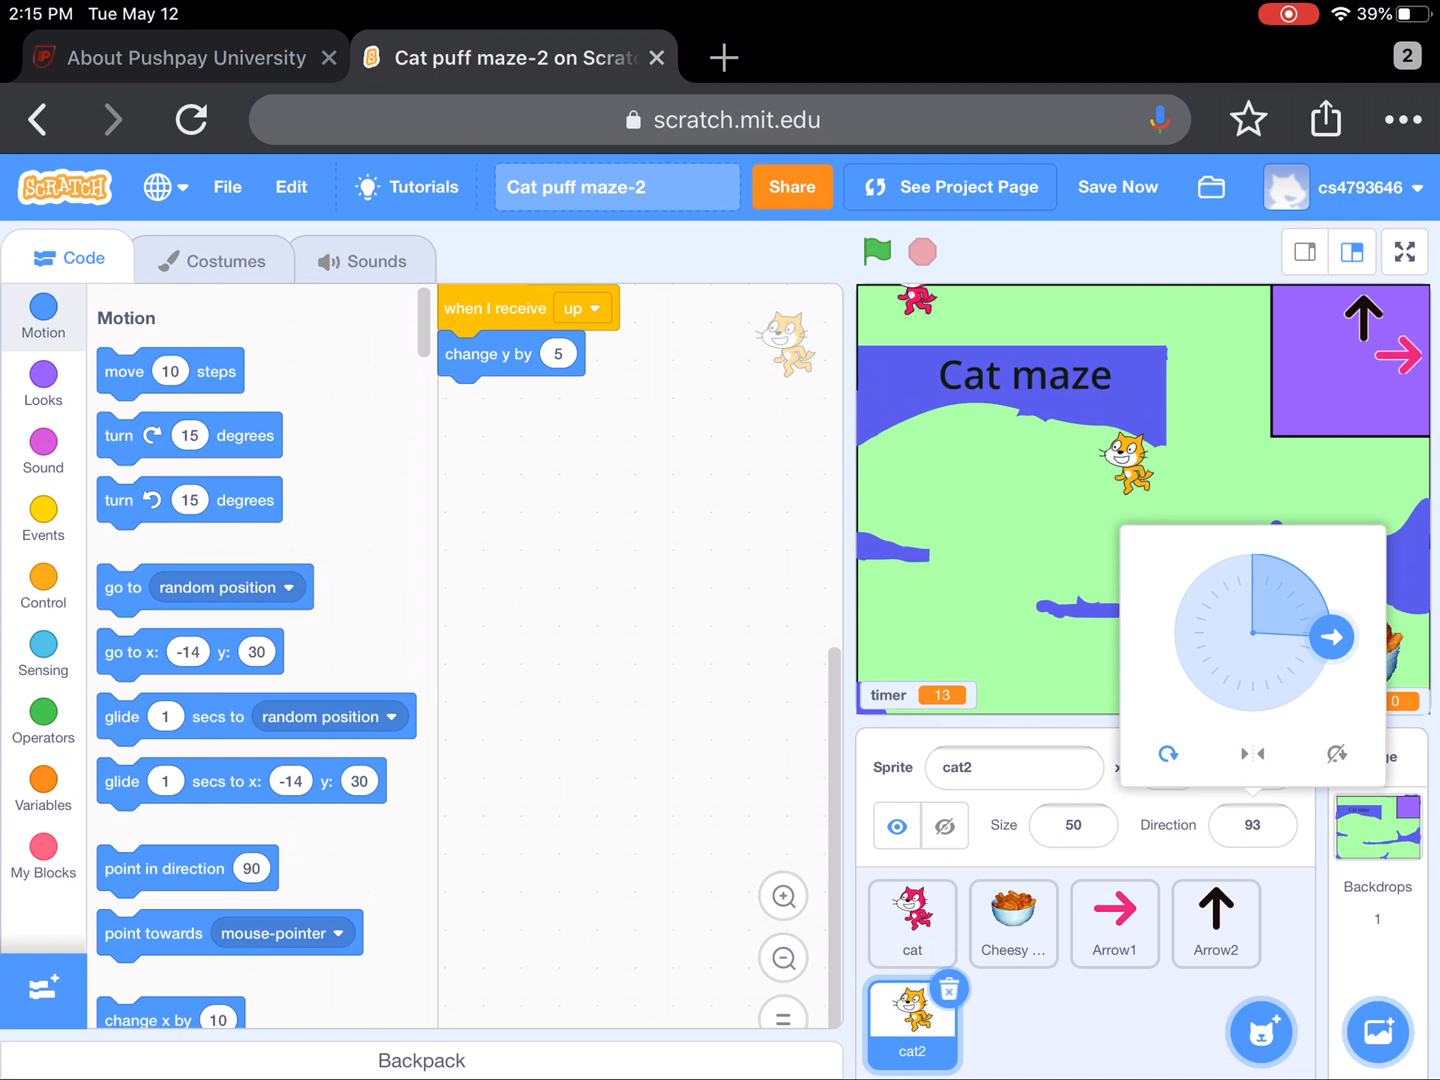 2:15 PM Tue May 12
39%
About Pushpay University
Cat puff maze-2 on Scrat
2
scratch.mit.edu
SCRATCH
File
Edit
Tutorials
Cat puff maze-2
Share
See Project Page
Save Now
cs4793646
Code
Costumes
Sounds
Motion
Looks
Sound
Events
Control
Sensing
Operators
Variables
My Blocks
Motion
move 10 steps
turn 15 degrees
turn 15 degrees
go to random position
go to x: -14 y: 30
glide 1 secs to random position
glide 1 secs to x: -14 y: 30
point in direction 90
point towards mouse-pointer
change x by 10
when I receive up
change y by 5
Backpack
Cat maze
timer 13
0
Sprite cat2
ge
Size 50 Direction 93
cat
Cheesy ...
Arrow1
Arrow2
cat2
Backdrops
1